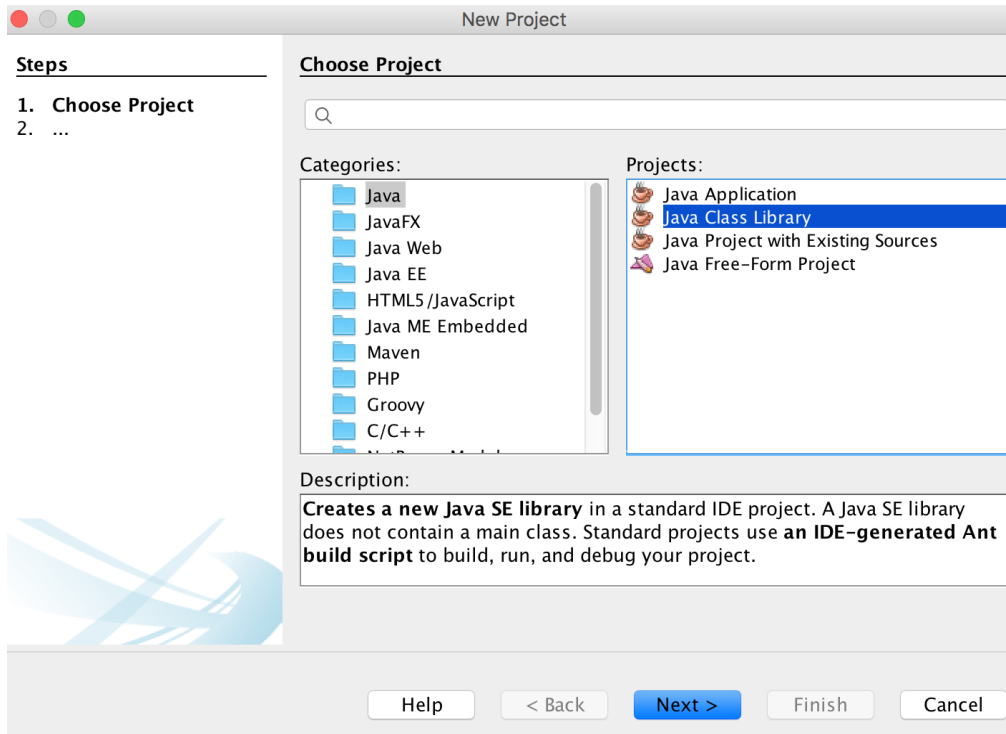 New Project
Steps
1. Choose Project
2. ...
Choose Project
Categories:
Java
JavaFX
Java Web
Java EE
HTML5/JavaScript
Java ME Embedded
Maven
PHP
Groovy
C/C++
Projects:
Java Application
Java Class Library
Java Project with Existing Sources
Java Free-Form Project
Description:
Creates a new Java SE library in a standard IDE project. A Java SE library
does not contain a main class. Standard projects use an IDE-generated Ant
build script to build, run, and debug your project.
Help
< Back
Next >
Finish
Cancel